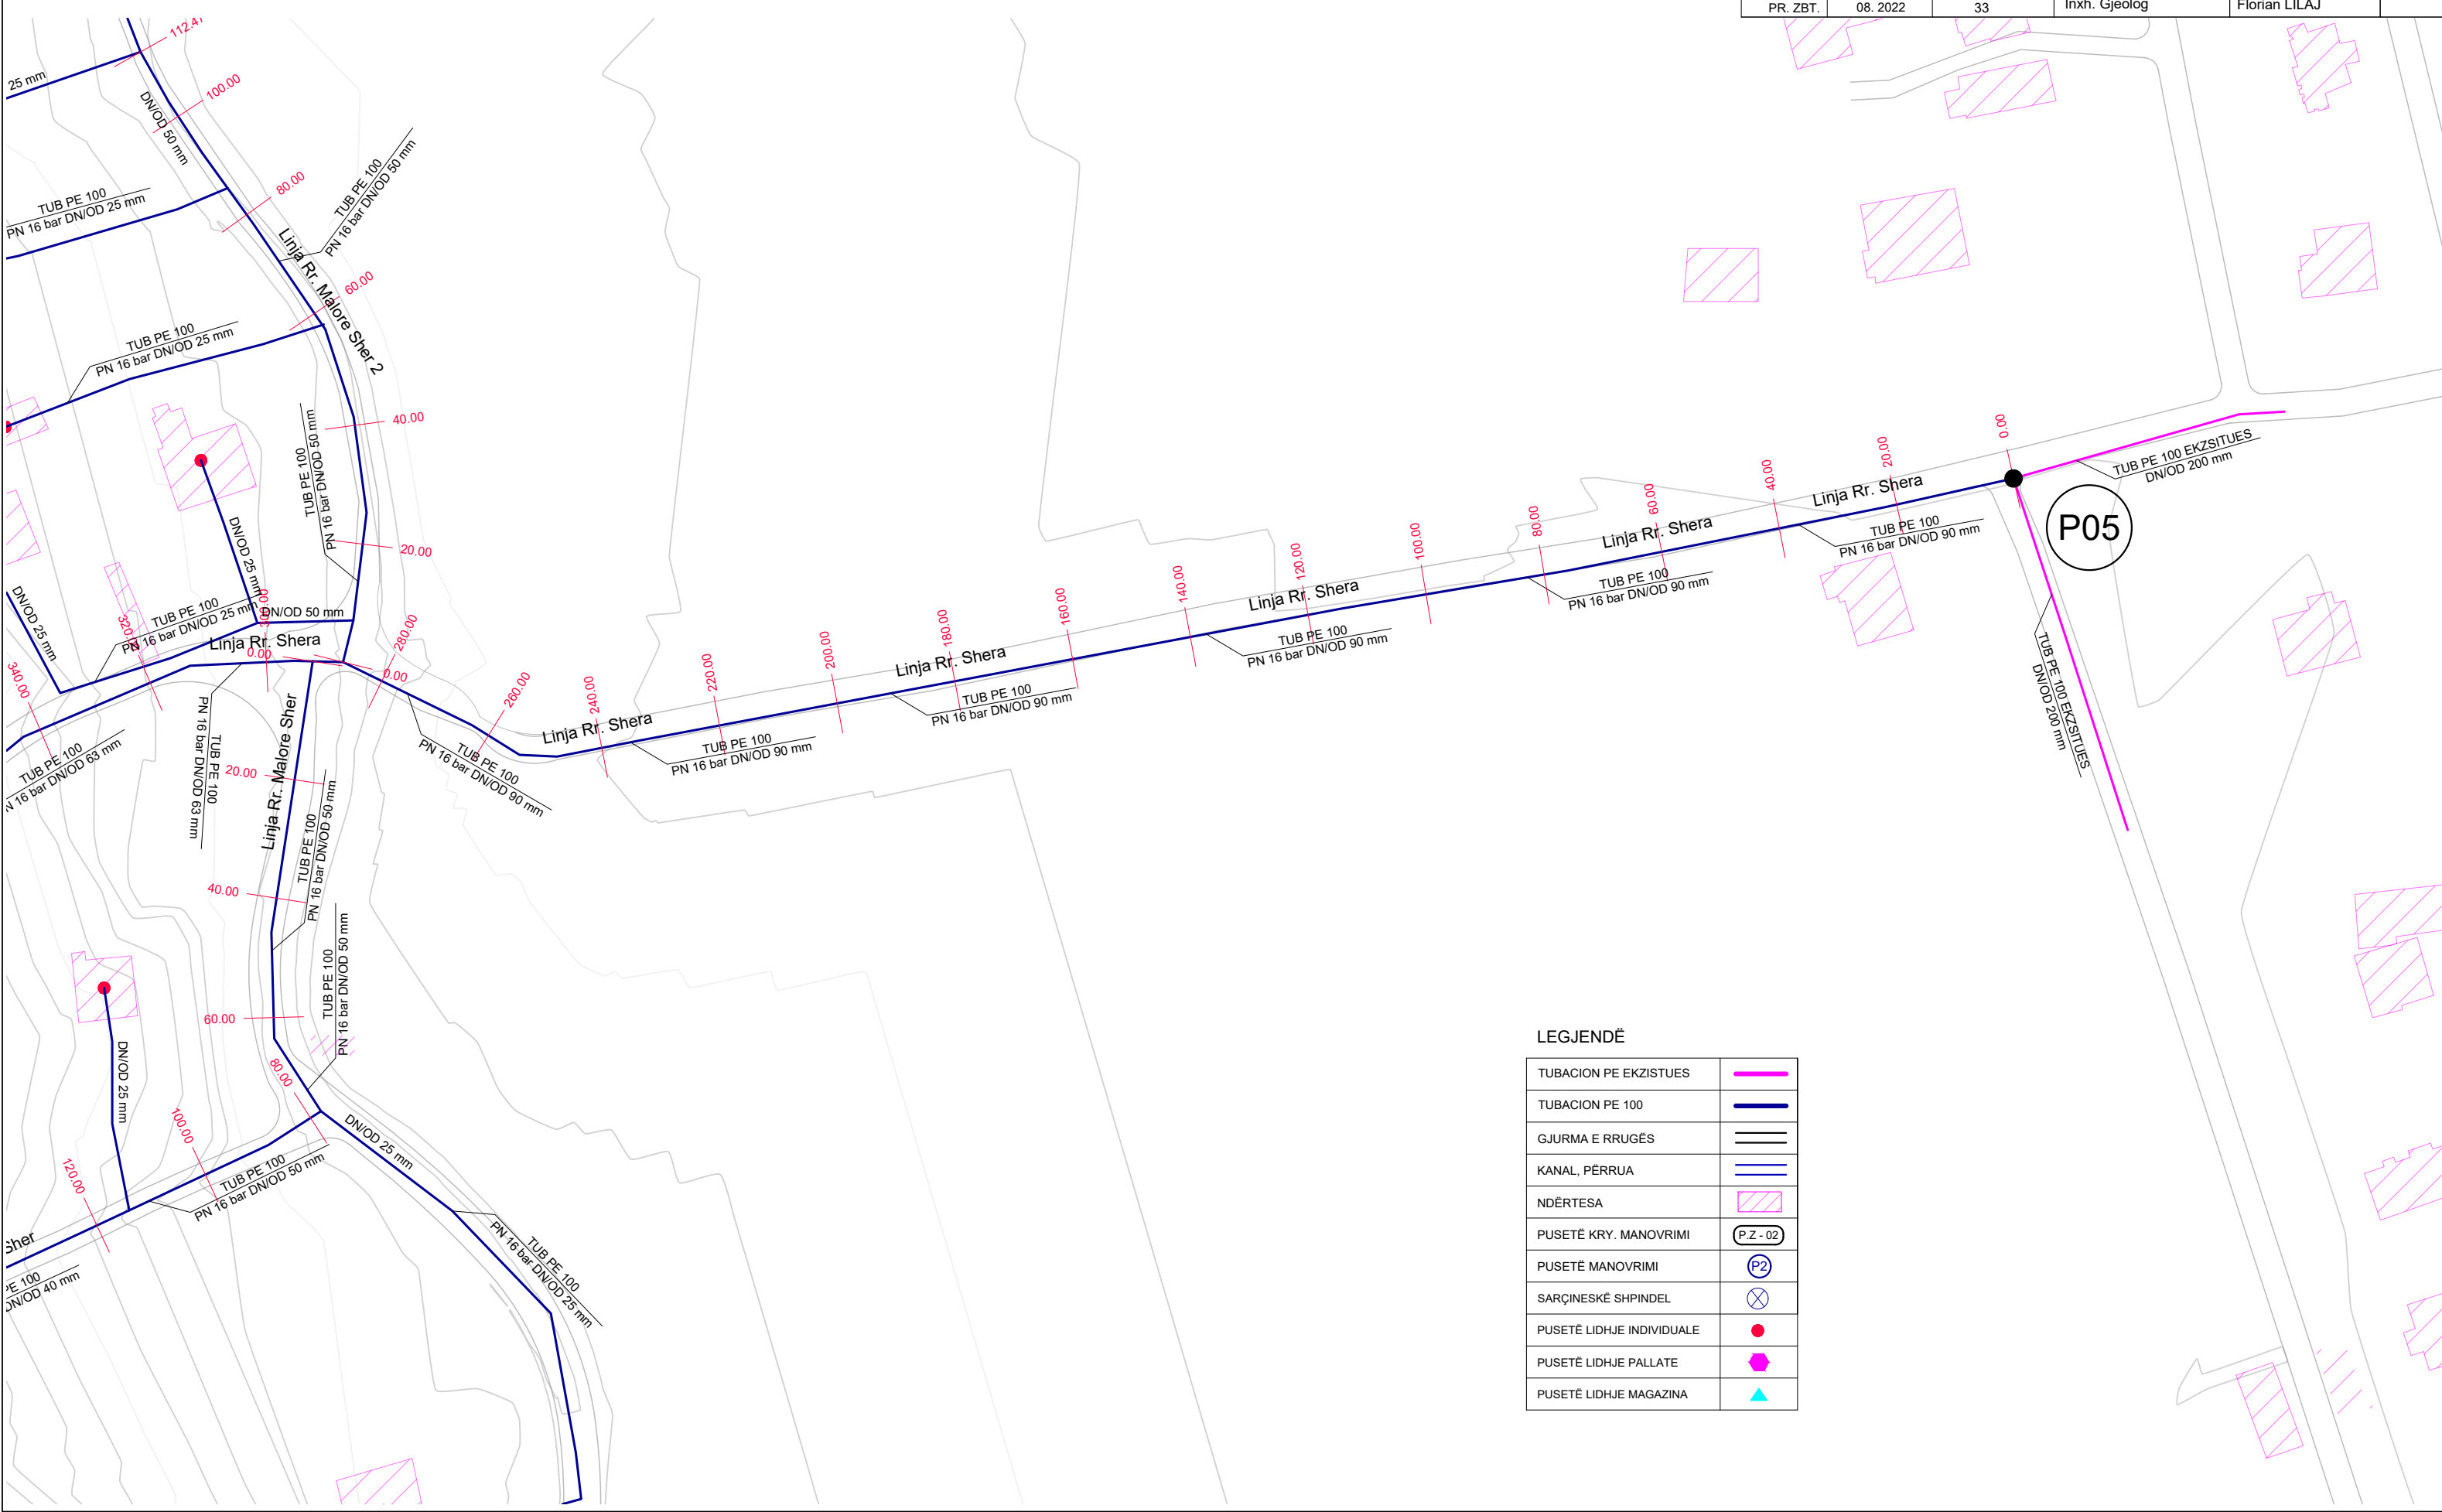 PR. ZBT.
08. 2022
33
Inxh. Gjeolog
Florian LILAJ
112.47
25 mm
100.00
DN/OD 50 mm
80.00
TUB PE 100
PN 16 bar DN/OD 50 mm
TUB PE 100
PN 16 bar DN/OD 25 mm
Linja Rr. Malore Sher 2
60.00
TUB PE 100
PN 16 bar DN/OD 25 mm
40.00
TUB PE 100
PN 16 bar DN/OD 50 mm
20.00
DN/OD 25 mm
DN/OD 25 mm
TUB PE 100
PN 16 bar DN/OD 25 mm
DN/OD 50 mm
300.00
340.00
Linja Rr. Shera
0.00
0.00
280.00
260.00
240.00
220.00
200.00
180.00
160.00
140.00
120.00
100.00
80.00
60.00
40.00
20.00
0.00
Linja Rr. Shera
Linja Rr. Shera
Linja Rr. Shera
Linja Rr. Shera
Linja Rr. Shera
TUB PE 100
PN 16 bar DN/OD 90 mm
TUB PE 100
PN 16 bar DN/OD 90 mm
TUB PE 100
PN 16 bar DN/OD 90 mm
TUB PE 100
PN 16 bar DN/OD 90 mm
TUB PE 100
PN 16 bar DN/OD 90 mm
TUB PE 100
PN 16 bar DN/OD 90 mm
TUB PE 100 EKZSITUES
DN/OD 200 mm
P05
TUB PE 100 EKZSITUES
DN/OD 200 mm
TUB PE 100
16 bar DN/OD 63 mm
TUB PE 100
PN 16 bar DN/OD 63 mm
Linja Rr. Malore Sher
20.00
TUB PE 100
PN 16 bar DN/OD 50 mm
40.00
TUB PE 100
PN 16 bar DN/OD 50 mm
60.00
80.00
DN/OD 25 mm
100.00
120.00
TUB PE 100
PN 16 bar DN/OD 50 mm
DN/OD 25 mm
TUB PE 100
PN 16 bar DN/OD 25 mm
Sher
PE 100
DN/OD 40 mm
LEGJENDË
TUBACION PE EKZISTUES
TUBACION PE 100
GJURMA E RRUGËS
KANAL, PËRRUA
NDËRTESA
PUSETË KRY. MANOVRIMI P.Z - 02
PUSETË MANOVRIMI P2
SARÇINESKË SHPINDEL
PUSETË LIDHJE INDIVIDUALE
PUSETË LIDHJE PALLATE
PUSETË LIDHJE MAGAZINA